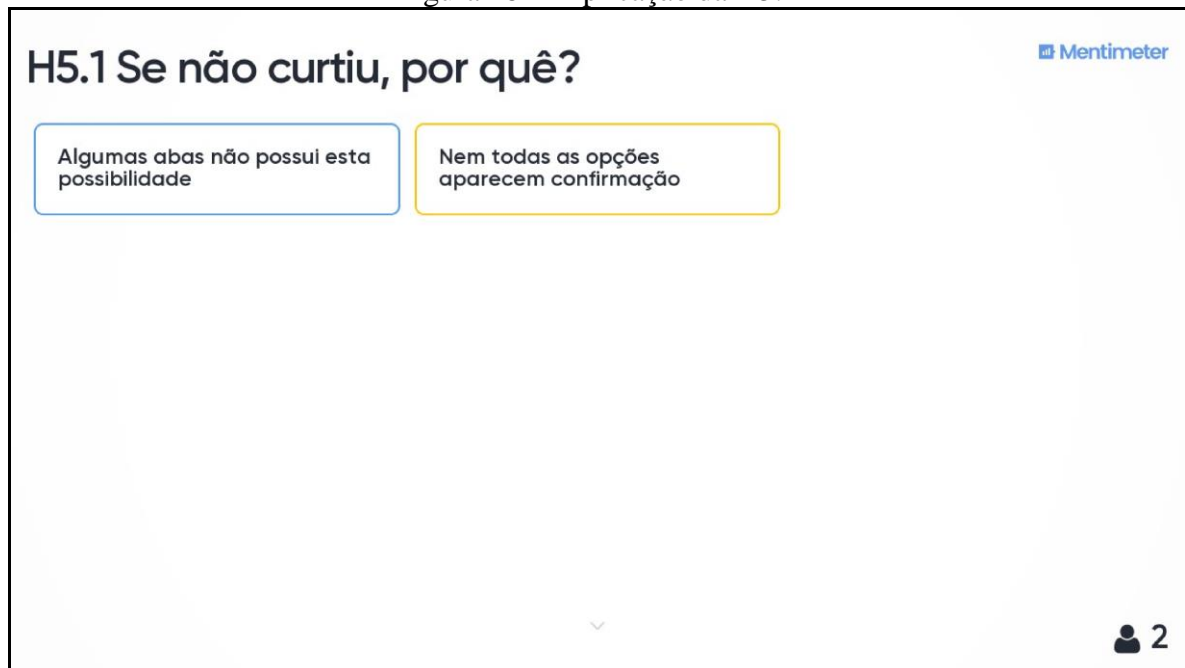 H5.1 Se não curtiu, por quê?
Mentimeter
Algumas abas não possui esta
possibilidade
Nem todas as opções
aparecem confirmação
2